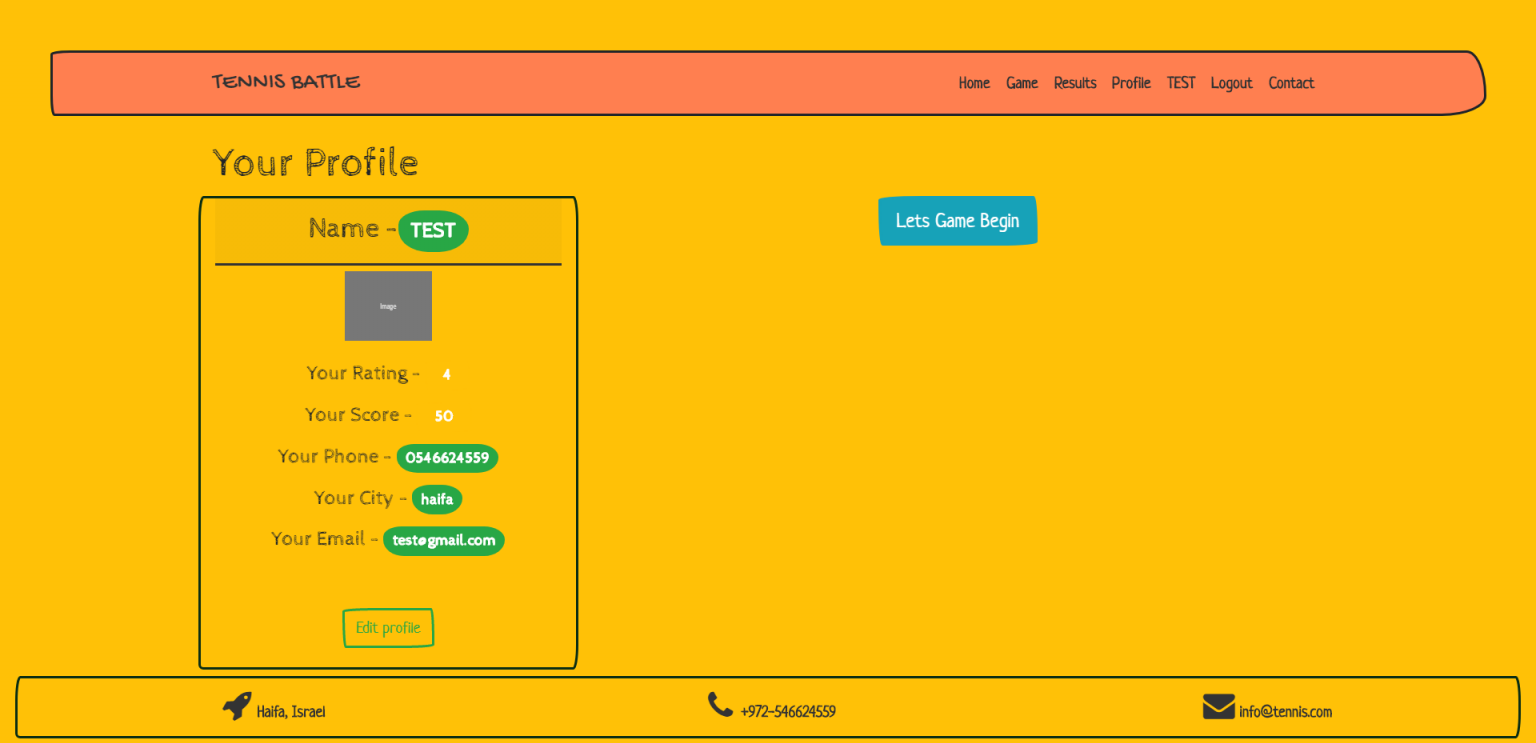 TENNIS BATTLE
Home Game Results Profile TEST Logout Contact
Your Profile
Name - TEST
Lets Game Begin
Image
Your Rating - 4
Your Score - 50
Your Phone - 0546624559
Your City - haifa
Your Email - test@gmail.com
Edit profile
Haifa, Israel
+972-546624559
info@tennis.com